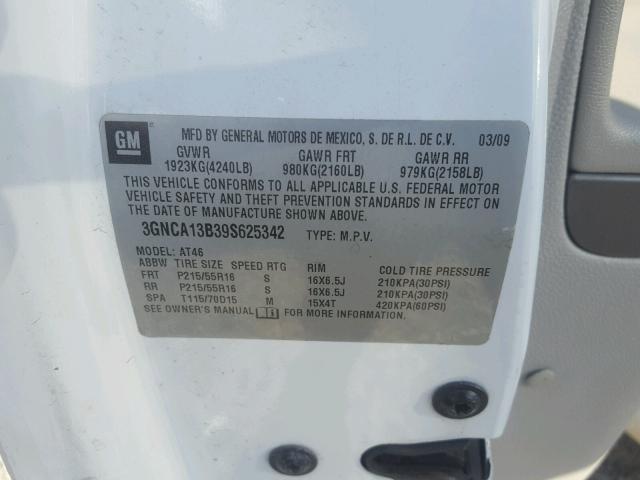 GM
MFD BY GENERAL MOTORS DE MEXICO, S. DE R.L. DE C.V. 03/09
GVWR GAWR FRT GAWR RR
1923KG(4240LB) 980KG(2160LB) 979KG(2158LB)
THIS VEHICLE CONFORMS TO ALL APPLICABLE U.S. FEDERAL MOTOR
VEHICLE SAFETY AND THEFT PREVENTION STANDARDS IN EFFECT ON
THE DATE OF MANUFACTURE SHOWN ABOVE.
3GNCA13B39S625342 TYPE: M.P.V.
MODEL: AT46
ABBW TIRE SIZE SPEED RTG RIM COLD TIRE PRESSURE
FRT P215/55R16 S 16X6.5J 210KPA(30PSI)
RR P215/55R16 S 16X6.5J 210KPA(30PSI)
SPA T115/70D15 M 15X4T 420KPA(60PSI)
SEE OWNER'S MANUAL FOR MORE INFORMATION.